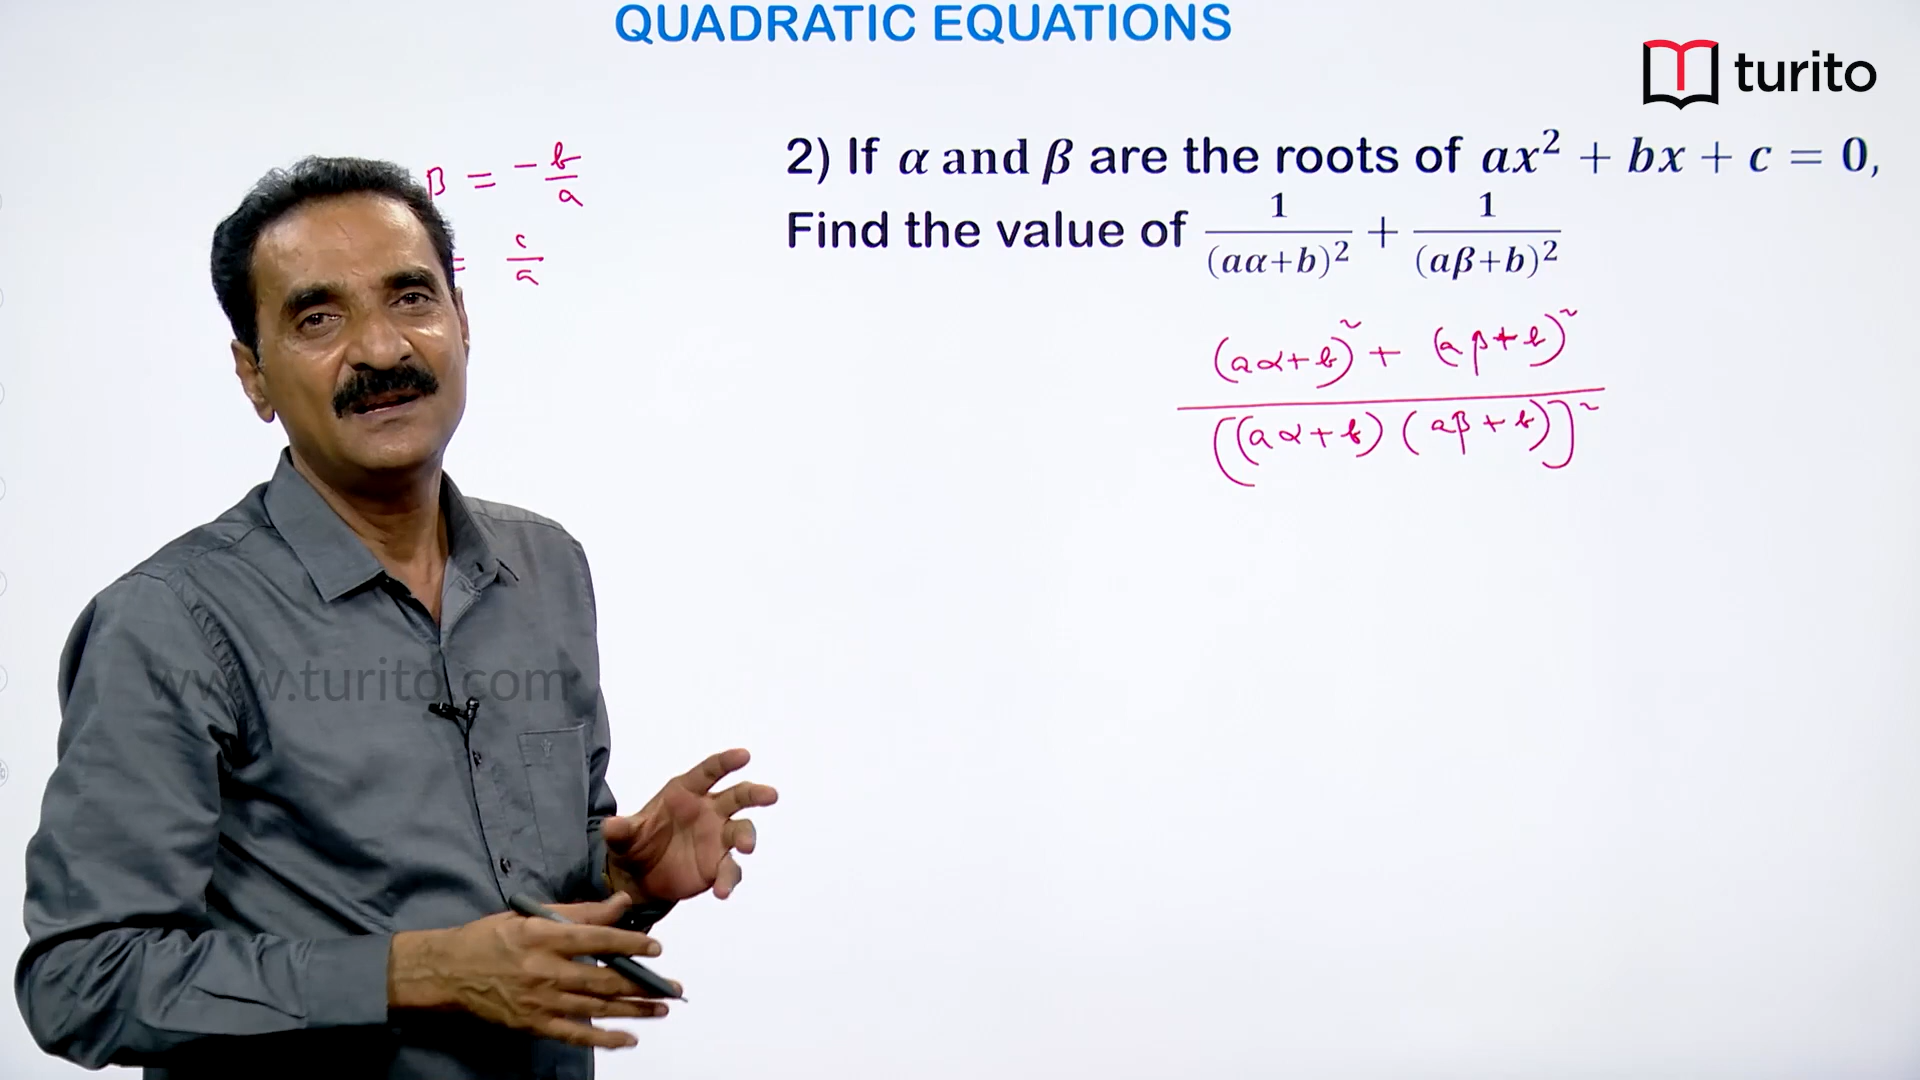 QUADRATIC EQUATIONS
turito
β = -b/a
= c/a
2) If α and β are the roots of ax² + bx + c = 0,
Find the value of 1/(aα+b)² + 1/(aβ+b)²
(aα+b)² + (aβ+b)²
[(aα+b) (aβ+b)]²
www.turito.com